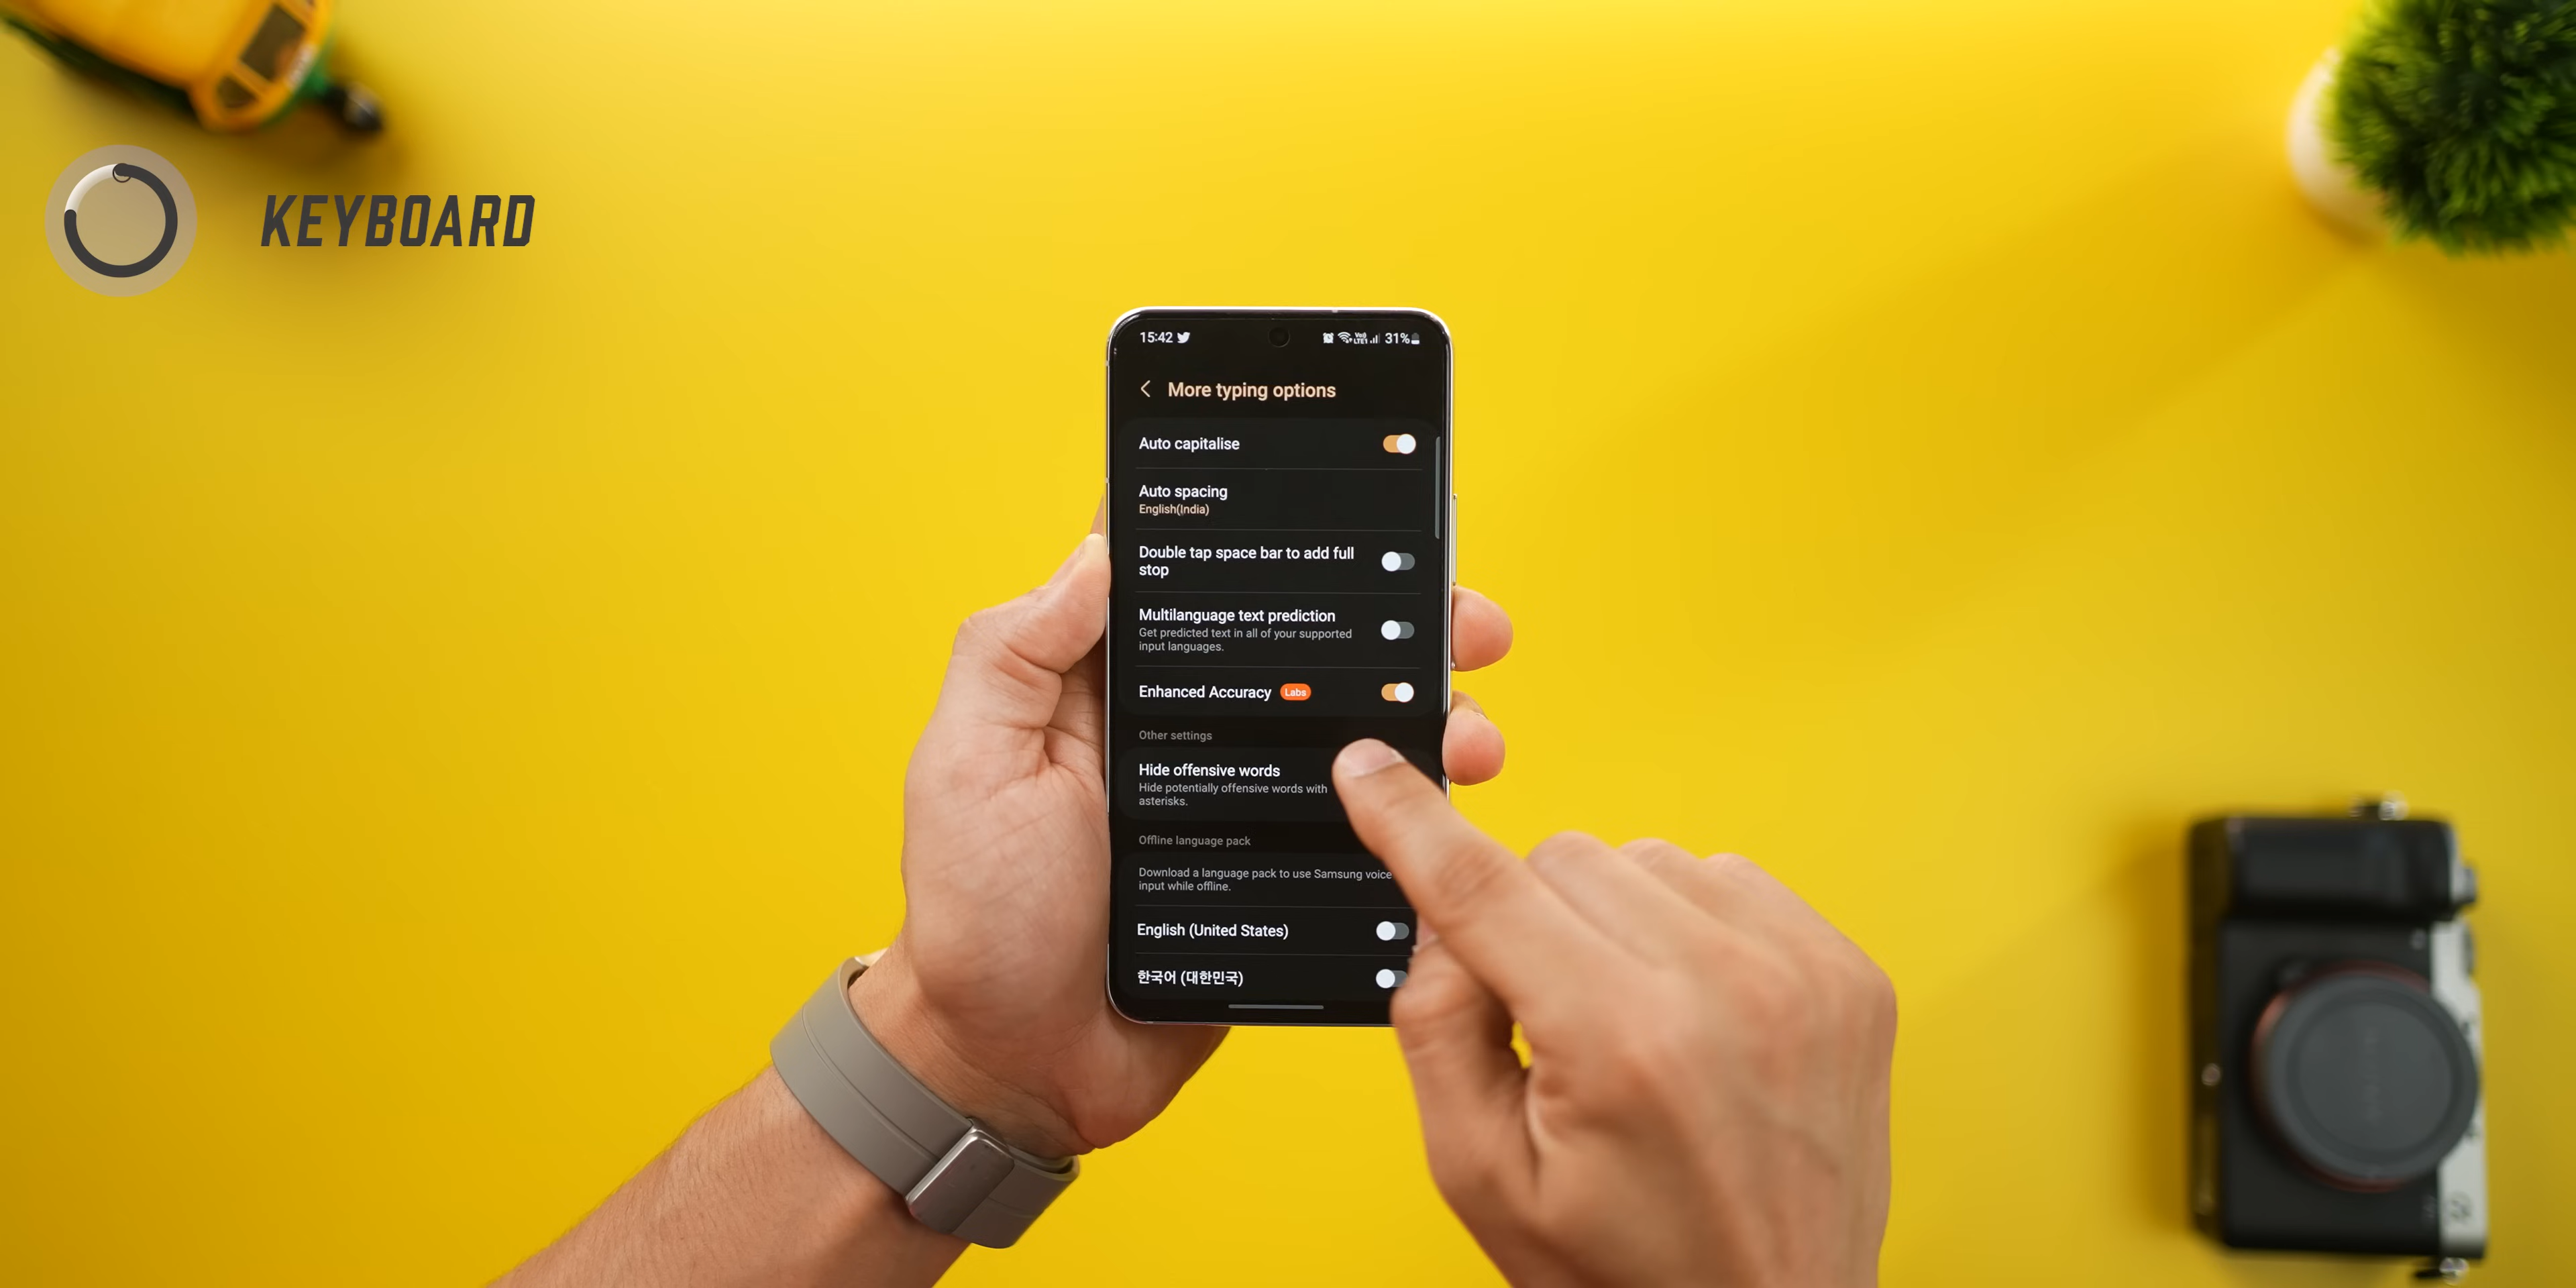 KEYBOARD
15:42
31%
More typing options
Auto capitalise
Auto spacing
English(India)
Double tap space bar to add full
stop
Multilanguage text prediction
Get predicted text in all of your supported
input languages.
Enhanced Accuracy Labs
Other settings
Hide offensive words
Hide potentially offensive words with
asterisks.
Offline language pack
Download a language pack to use Samsung voice
input while offline.
English (United States)
한국어 (대한민국)